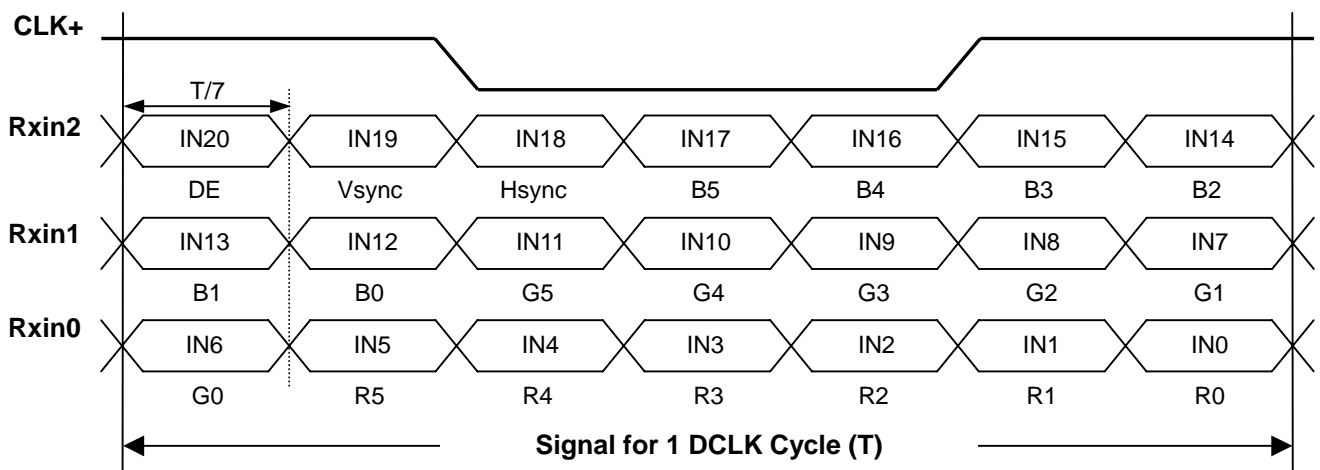 CLK+
T/7
Rxin2 IN20 IN19 IN18 IN17 IN16 IN15 IN14
DE Vsync Hsync B5 B4 B3 B2
Rxin1 IN13 IN12 IN11 IN10 IN9 IN8 IN7
B1 B0 G5 G4 G3 G2 G1
Rxin0 IN6 IN5 IN4 IN3 IN2 IN1 IN0
G0 R5 R4 R3 R2 R1 R0
Signal for 1 DCLK Cycle (T)